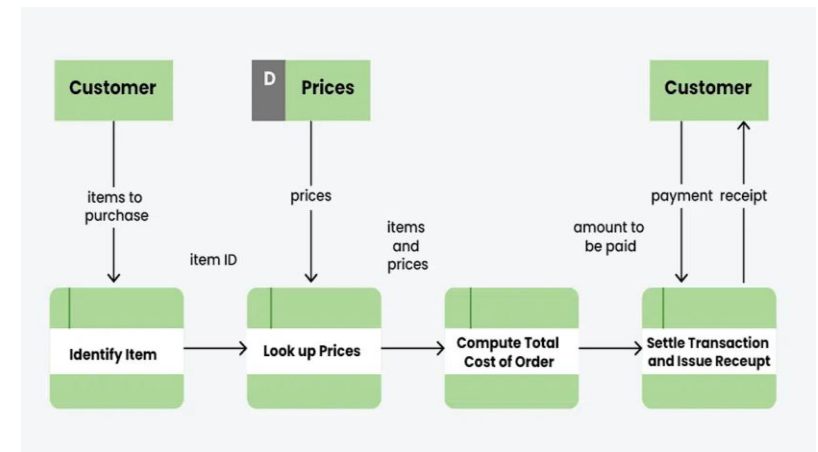 Customer
D
Prices
Customer
items to
purchase
prices
payment
receipt
item ID
items
and
prices
amount to
be paid
Identify Item
Look up Prices
Compute Total
Cost of Order
Settle Transaction
and Issue Receupt